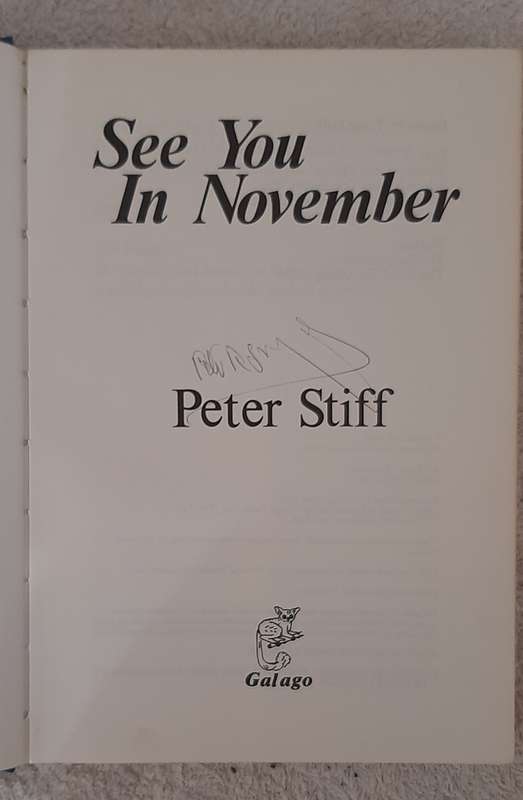 See You
In November
Peter Stiff
Galago